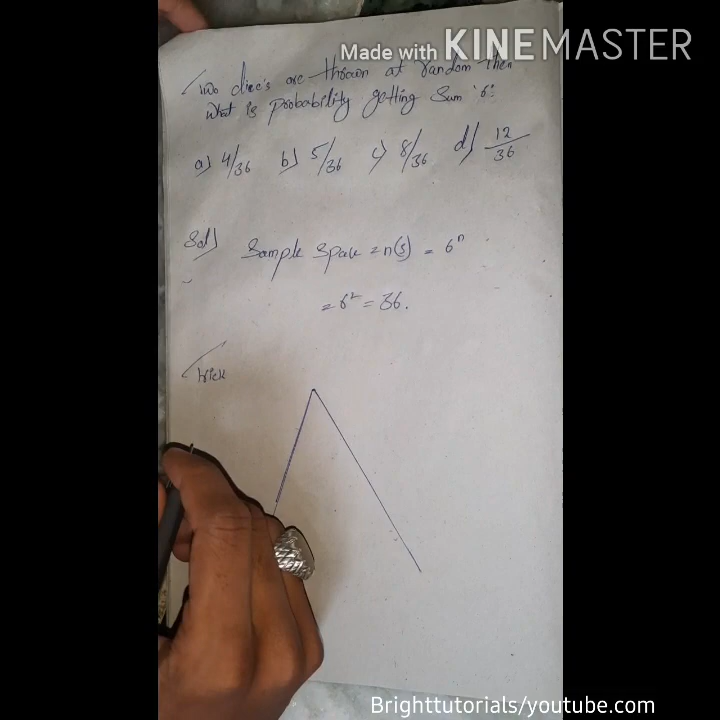 Made with KINEMASTER
Two dice's are thrown at random then
what is probability getting Sum '6':
a) 4/36 b) 5/36 c) 8/36 d) 12/36
Sol) Sample Space = n(s) = 6ⁿ
= 6² = 36.
trick
Brighttutorials/youtube.com